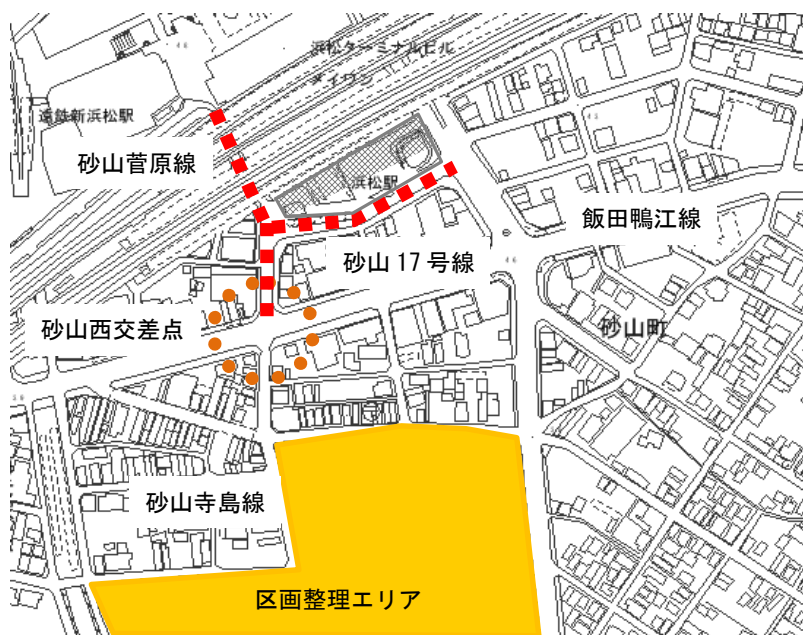 浜松ターミナルビル
メイワン
遠鉄新浜松駅
砂山菅原線
浜松駅
飯田鴨江線
砂山 17 号線
砂山西交差点
砂山町
砂山寺島線
区画整理エリア